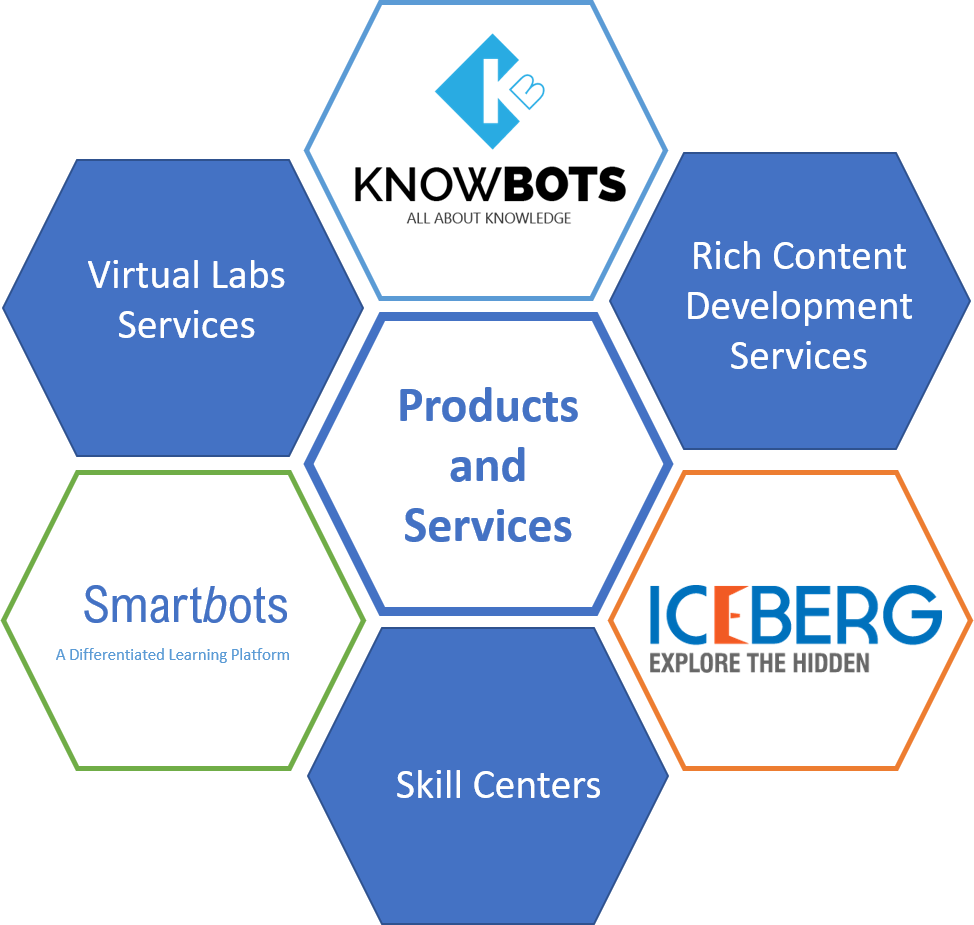 KB
KNOWBOTS
ALL ABOUT KNOWLEDGE
Virtual Labs
Services
Rich Content
Development
Services
Products
and
Services
Smartbots
A Differentiated Learning Platform
ICEBERG
EXPLORE THE HIDDEN
Skill Centers